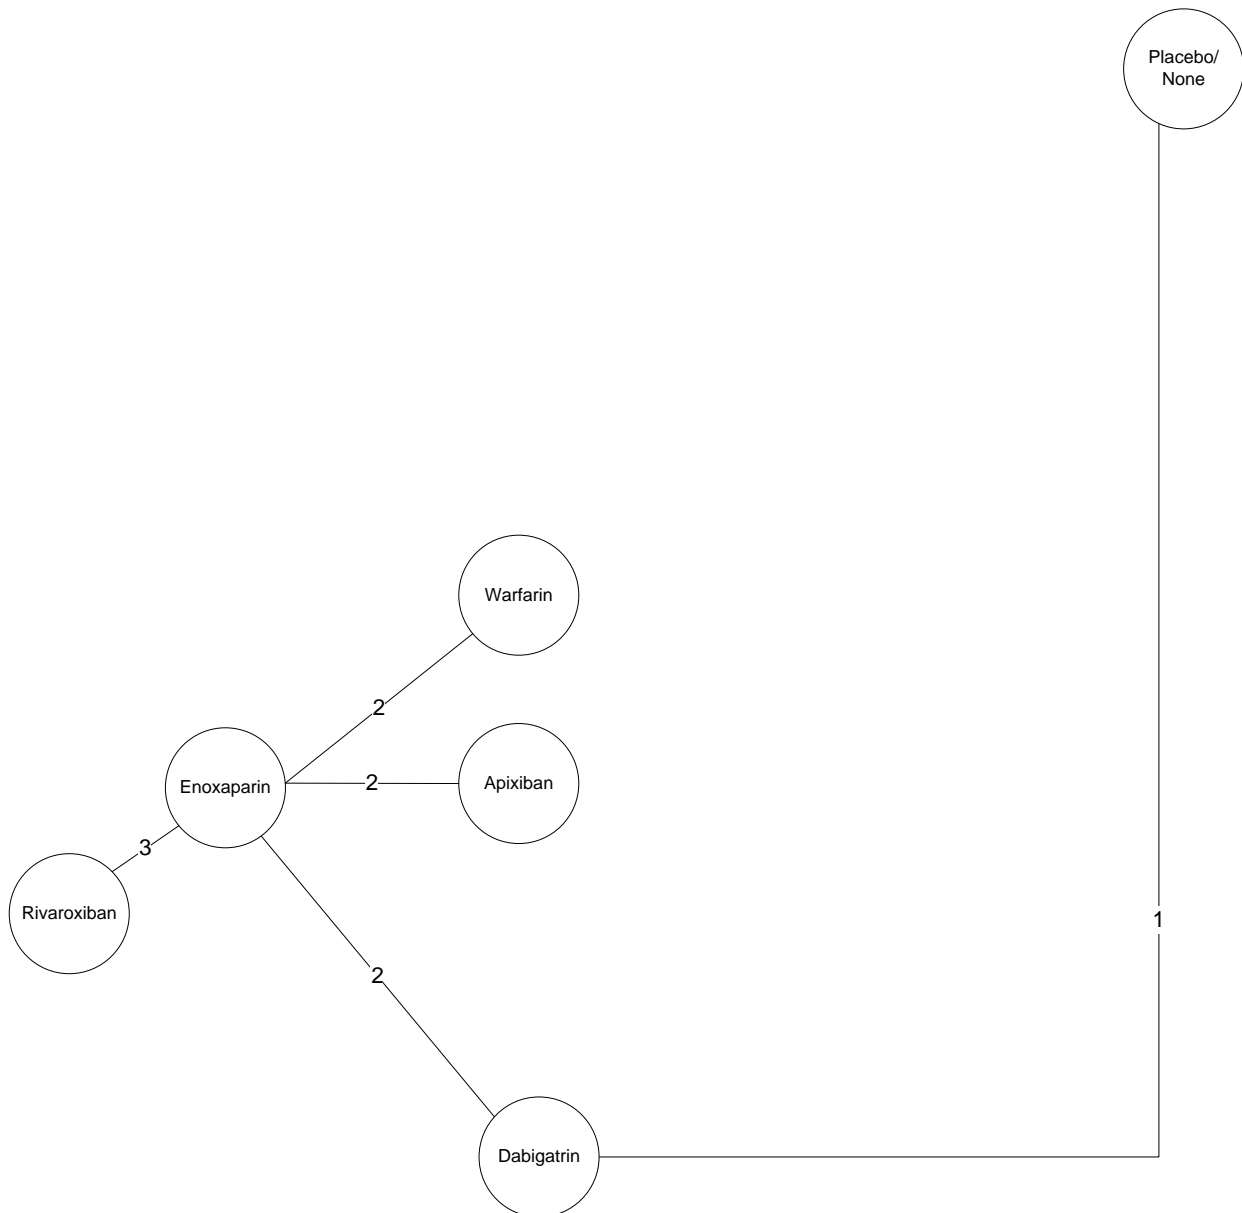 Placebo/
None
Warfarin
2
Enoxaparin
2
Apixiban
3
Rivaroxiban
1
2
Dabigatrin